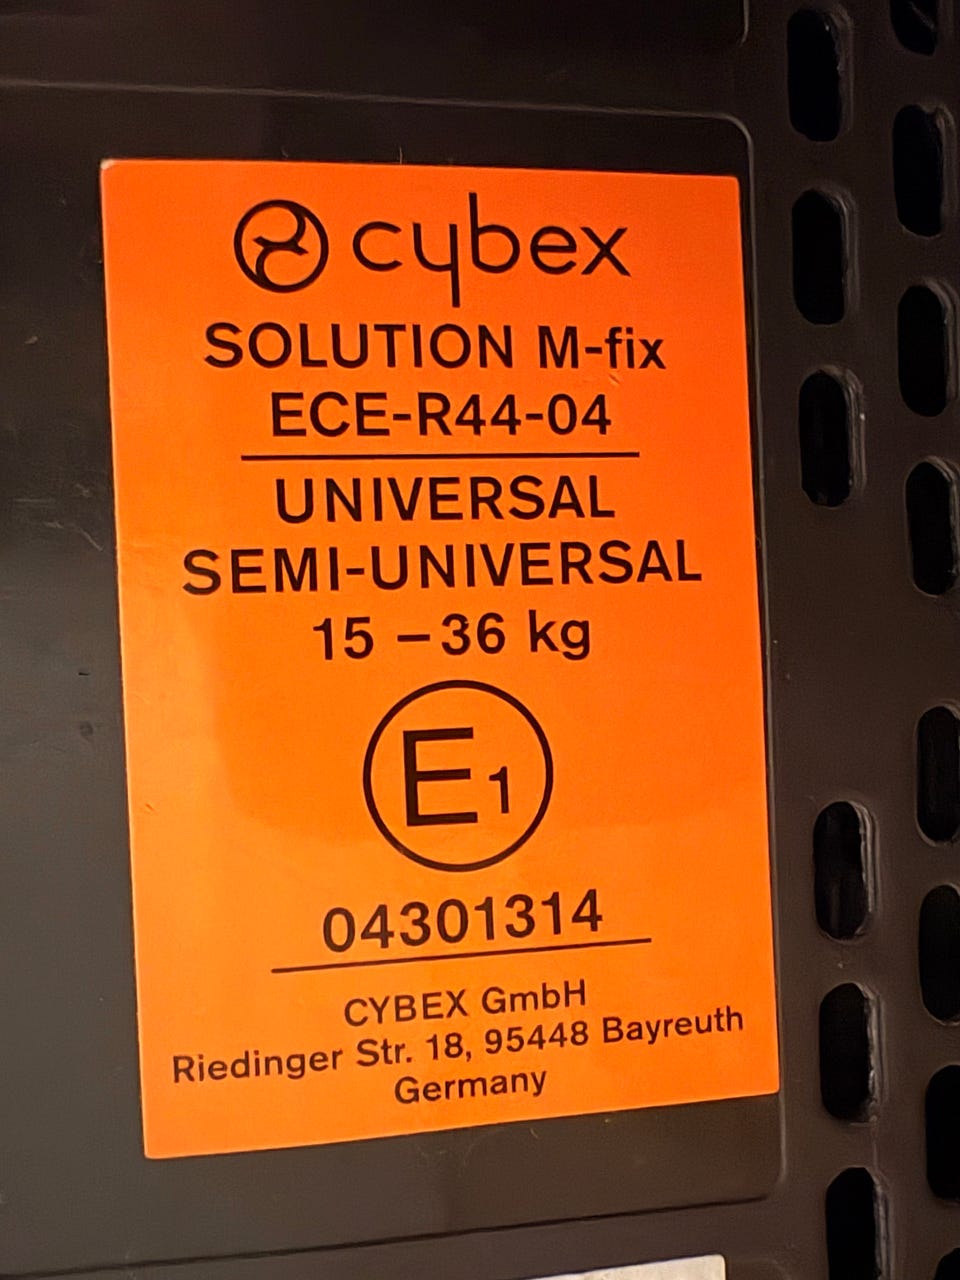 cybex
SOLUTION M-fix
ECE-R44-04
UNIVERSAL
SEMI-UNIVERSAL
15 – 36 kg
E1
04301314
CYBEX GmbH
Riedinger Str. 18, 95448 Bayreuth
Germany